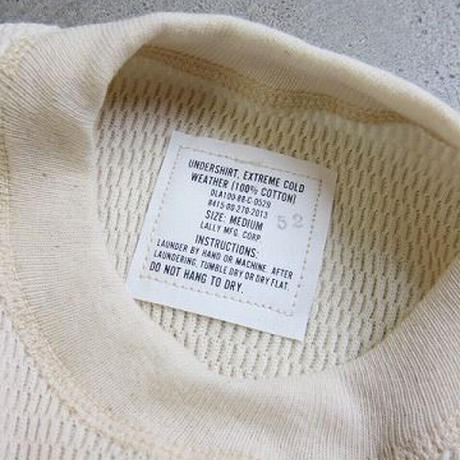 UNDERSHIRT, EXTREME COLD
WEATHER (100% COTTON)
DLA100-88-C-0529
8415-00-270-2013
SIZE: MEDIUM 52
LALLY MFG. CORP.
INSTRUCTIONS:
LAUNDER BY HAND OR MACHINE. AFTER
LAUNDERING, TUMBLE DRY OR DRY FLAT.
DO NOT HANG TO DRY.